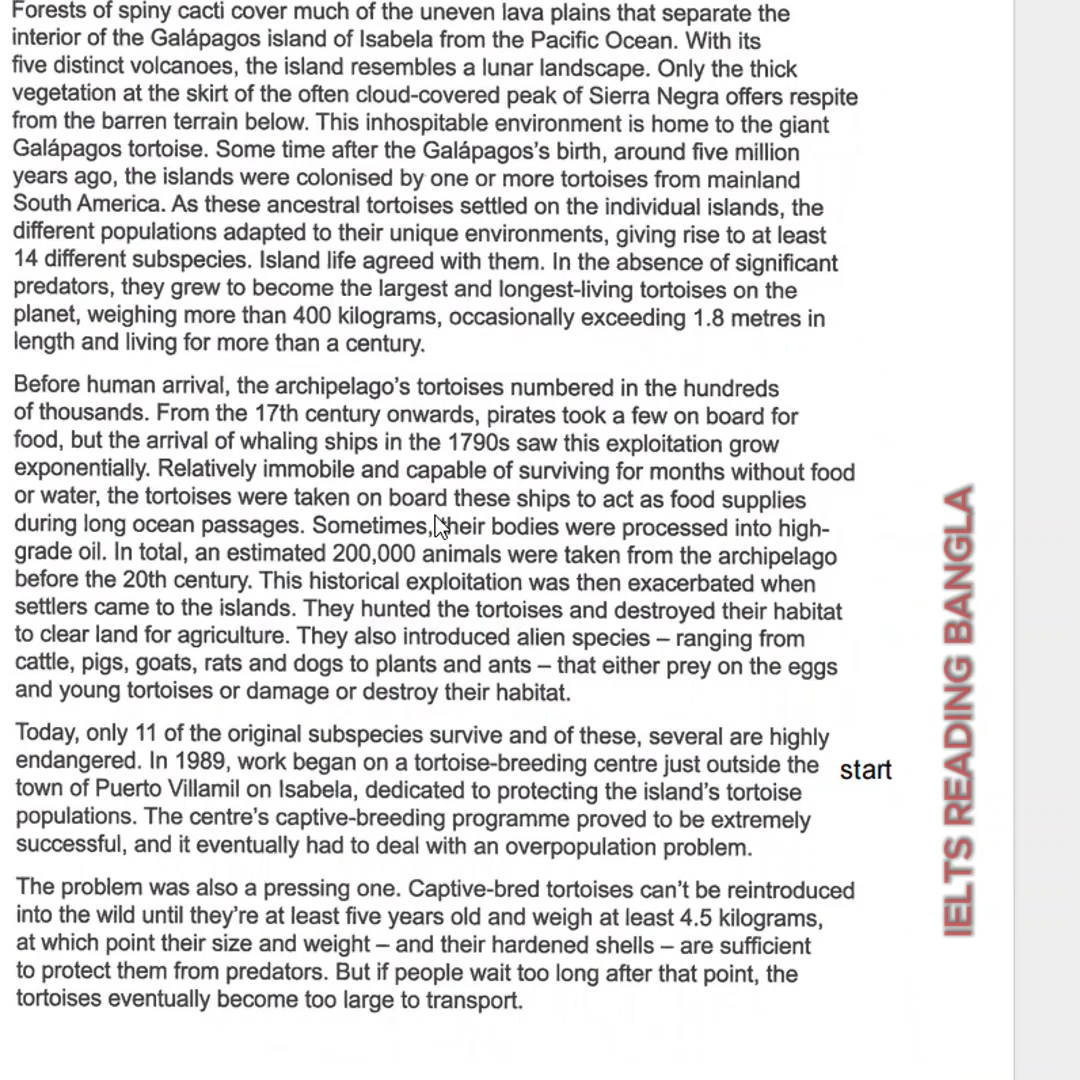 Forests of spiny cacti cover much of the uneven lava plains that separate the
interior of the Galápagos island of Isabela from the Pacific Ocean. With its
five distinct volcanoes, the island resembles a lunar landscape. Only the thick
vegetation at the skirt of the often cloud-covered peak of Sierra Negra offers respite
from the barren terrain below. This inhospitable environment is home to the giant
Galápagos tortoise. Some time after the Galápagos's birth, around five million
years ago, the islands were colonised by one or more tortoises from mainland
South America. As these ancestral tortoises settled on the individual islands, the
different populations adapted to their unique environments, giving rise to at least
14 different subspecies. Island life agreed with them. In the absence of significant
predators, they grew to become the largest and longest-living tortoises on the
planet, weighing more than 400 kilograms, occasionally exceeding 1.8 metres in
length and living for more than a century.
Before human arrival, the archipelago's tortoises numbered in the hundreds
of thousands. From the 17th century onwards, pirates took a few on board for
food, but the arrival of whaling ships in the 1790s saw this exploitation grow
exponentially. Relatively immobile and capable of surviving for months without food
or water, the tortoises were taken on board these ships to act as food supplies
during long ocean passages. Sometimes, their bodies were processed into high-
grade oil. In total, an estimated 200,000 animals were taken from the archipelago
before the 20th century. This historical exploitation was then exacerbated when
settlers came to the islands. They hunted the tortoises and destroyed their habitat
to clear land for agriculture. They also introduced alien species – ranging from
cattle, pigs, goats, rats and dogs to plants and ants – that either prey on the eggs
and young tortoises or damage or destroy their habitat.
Today, only 11 of the original subspecies survive and of these, several are highly
endangered. In 1989, work began on a tortoise-breeding centre just outside the
start
town of Puerto Villamil on Isabela, dedicated to protecting the island's tortoise
populations. The centre's captive-breeding programme proved to be extremely
successful, and it eventually had to deal with an overpopulation problem.
The problem was also a pressing one. Captive-bred tortoises can't be reintroduced
into the wild until they're at least five years old and weigh at least 4.5 kilograms,
at which point their size and weight – and their hardened shells – are sufficient
to protect them from predators. But if people wait too long after that point, the
tortoises eventually become too large to transport.
IELTS READING BANGLA